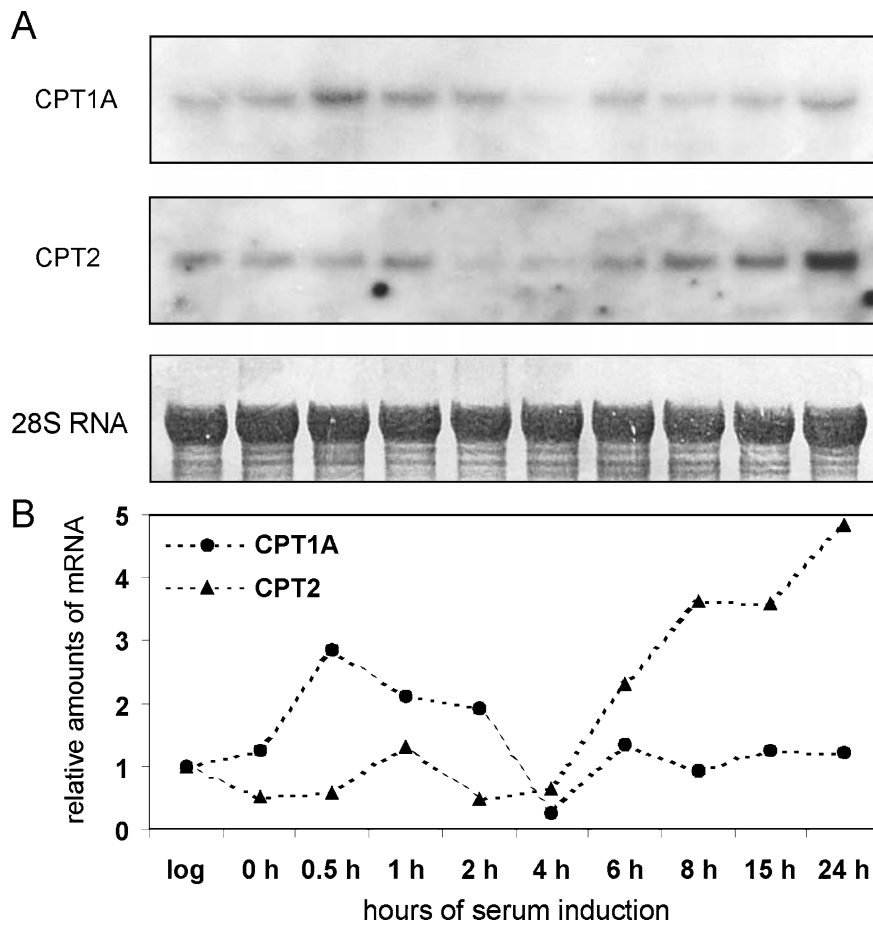 A
CPT1A
CPT2
28S RNA
B
relative amounts of mRNA
5
4
3
2
1
0
CPT1A
CPT2
log 0 h 0.5 h 1 h 2 h 4 h 6 h 8 h 15 h 24 h
hours of serum induction